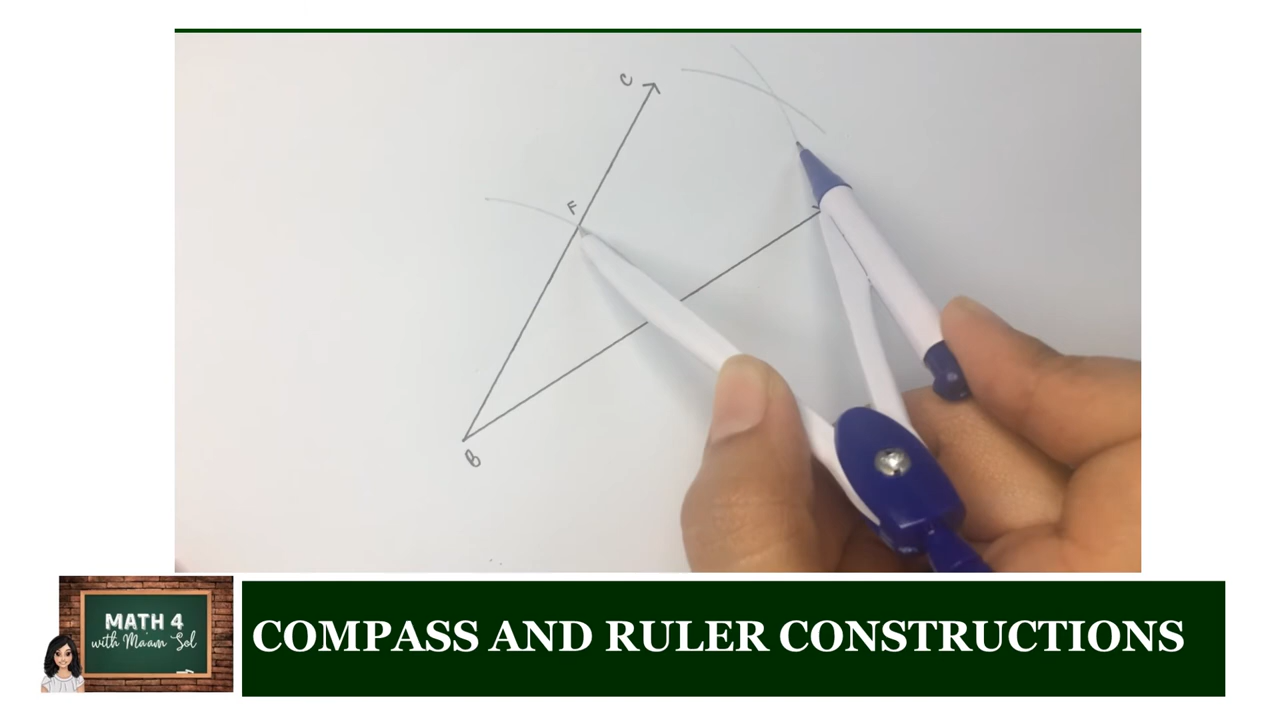 C
F
B
MATH 4
with Ma'am Sol
COMPASS AND RULER CONSTRUCTIONS